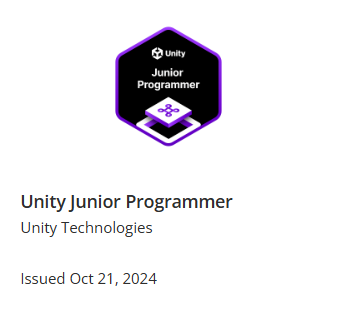 Unity
Junior
Programmer
Unity Junior Programmer
Unity Technologies
Issued Oct 21, 2024